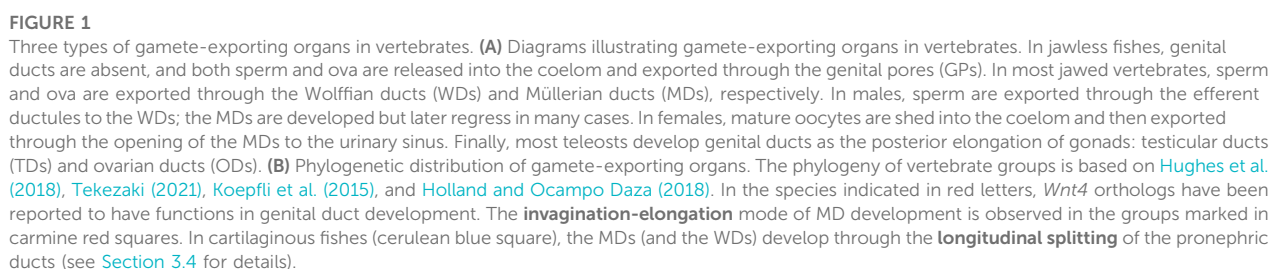 FIGURE 1
Three types of gamete-exporting organs in vertebrates. (A) Diagrams illustrating gamete-exporting organs in vertebrates. In jawless fishes, genital
ducts are absent, and both sperm and ova are released into the coelom and exported through the genital pores (GPs). In most jawed vertebrates, sperm
and ova are exported through the Wolffian ducts (WDs) and Müllerian ducts (MDs), respectively. In males, sperm are exported through the efferent
ductules to the WDs; the MDs are developed but later regress in many cases. In females, mature oocytes are shed into the coelom and then exported
through the opening of the MDs to the urinary sinus. Finally, most teleosts develop genital ducts as the posterior elongation of gonads: testicular ducts
(TDs) and ovarian ducts (ODs). (B) Phylogenetic distribution of gamete-exporting organs. The phylogeny of vertebrate groups is based on Hughes et al.
(2018), Tekezaki (2021), Koepfli et al. (2015), and Holland and Ocampo Daza (2018). In the species indicated in red letters, Wnt4 orthologs have been
reported to have functions in genital duct development. The invagination-elongation mode of MD development is observed in the groups marked in
carmine red squares. In cartilaginous fishes (cerulean blue square), the MDs (and the WDs) develop through the longitudinal splitting of the pronephric
ducts (see Section 3.4 for details).